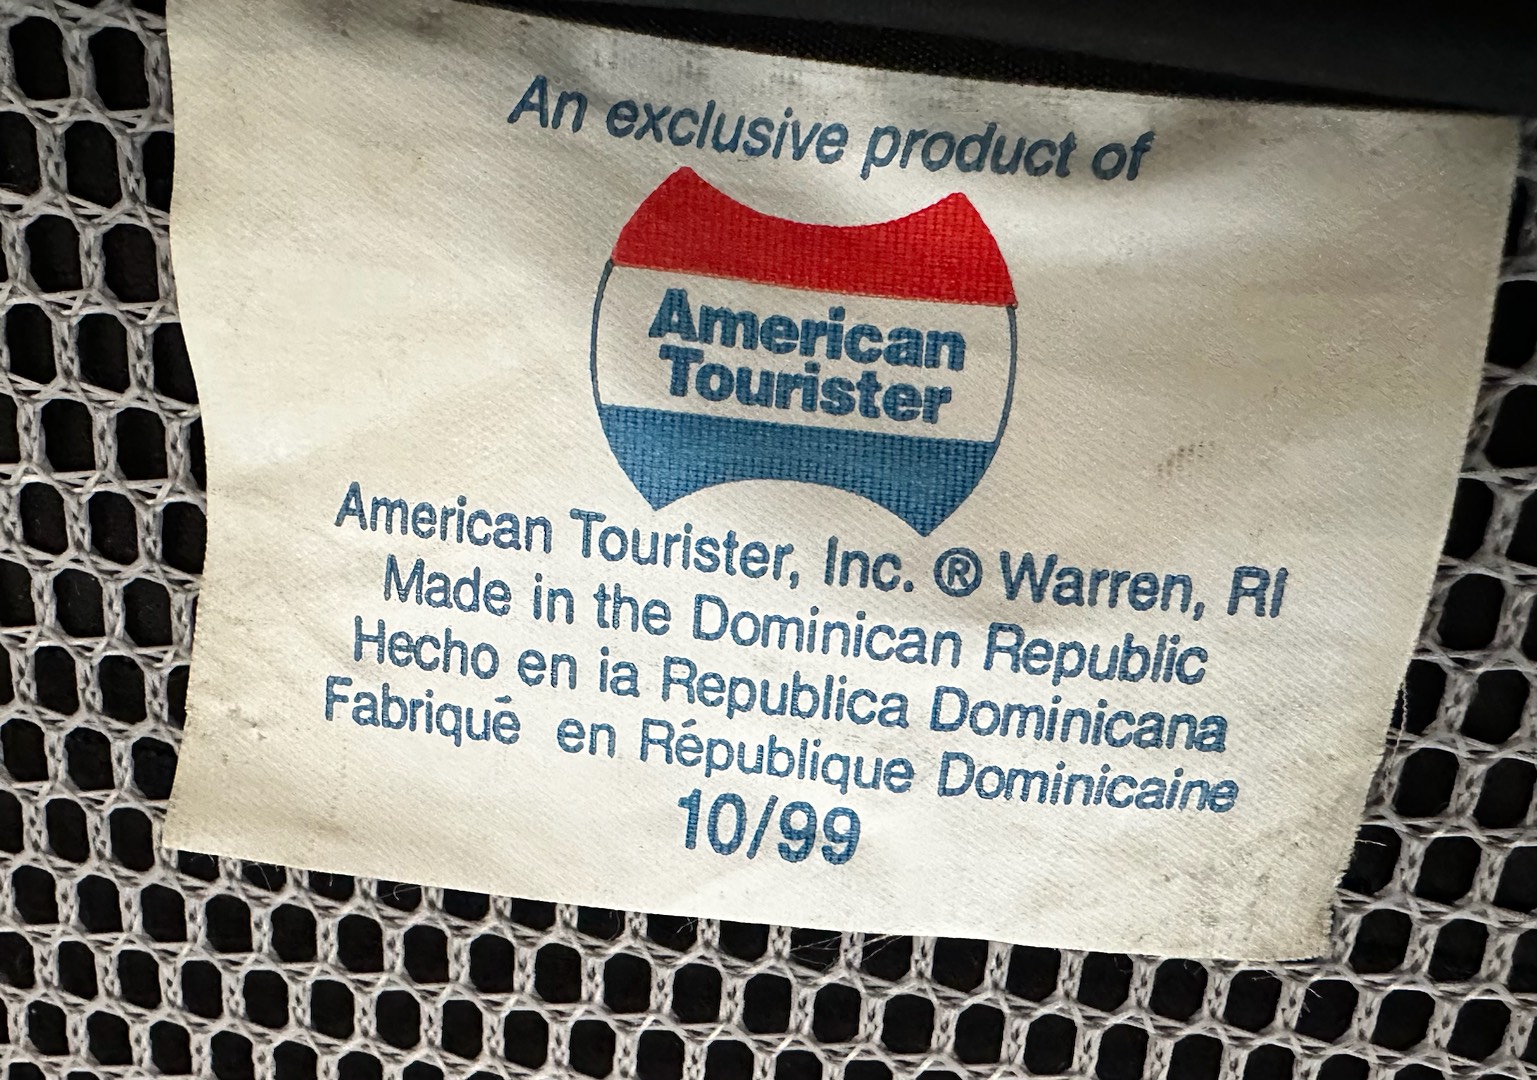 An exclusive product of
American
Tourister
American Tourister, Inc. ® Warren, RI
Made in the Dominican Republic
Hecho en ia Republica Dominicana
Fabriqué en République Dominicaine
10/99